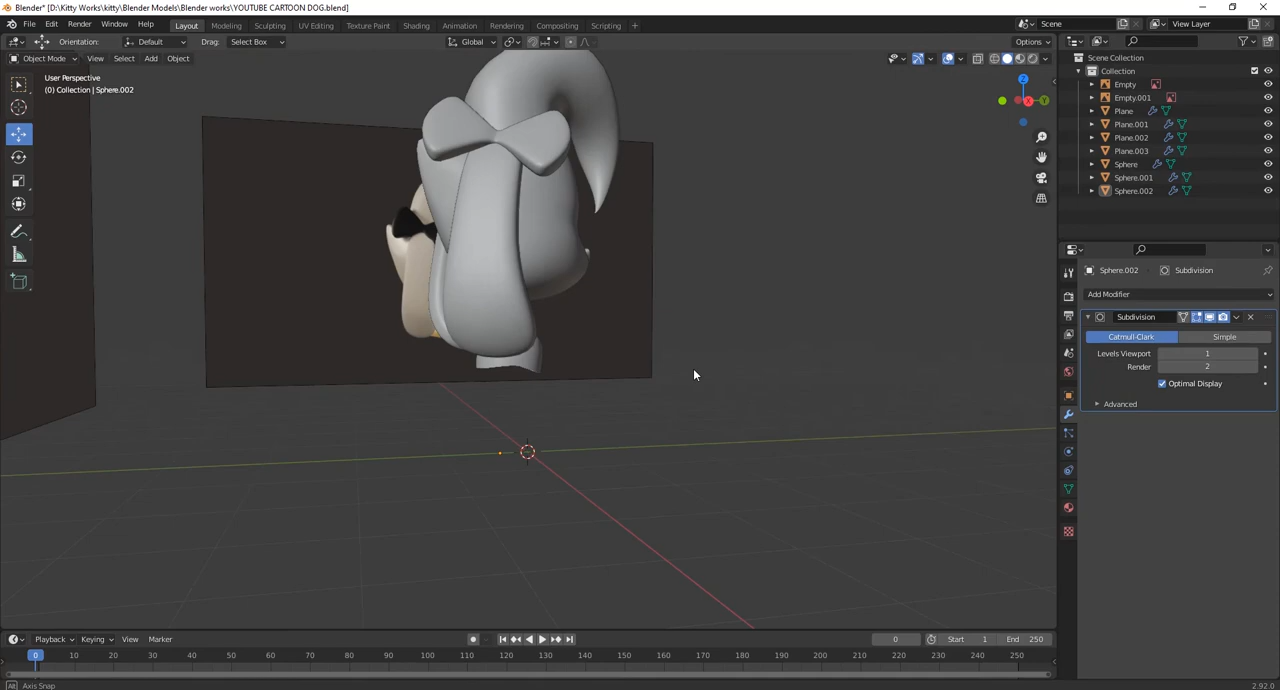 Blender* [D:\Kitty Works\kitty\Blender Models\Blender works\YOUTUBE CARTOON DOG.blend]
File Edit Render Window Help Layout Modeling Sculpting UV Editing Texture Paint Shading Animation Rendering Compositing Scripting + Scene View Layer
Orientation: Default Drag: Select Box Global Options
Object Mode View Select Add Object
User Perspective
(0) Collection | Sphere.002
Z
X
Y
Scene Collection
Collection
Empty
Empty.001
Plane
Plane.001
Plane.002
Plane.003
Sphere
Sphere.001
Sphere.002
Sphere.002 Subdivision
Add Modifier
Subdivision
Catmull-Clark Simple
Levels Viewport 1
Render 2
Optimal Display
Advanced
Playback Keying View Marker 0 Start 1 End 250
0 10 20 30 40 50 60 70 80 90 100 110 120 130 140 150 160 170 180 190 200 210 220 230 240 250
Alt Axis Snap 2.92.0